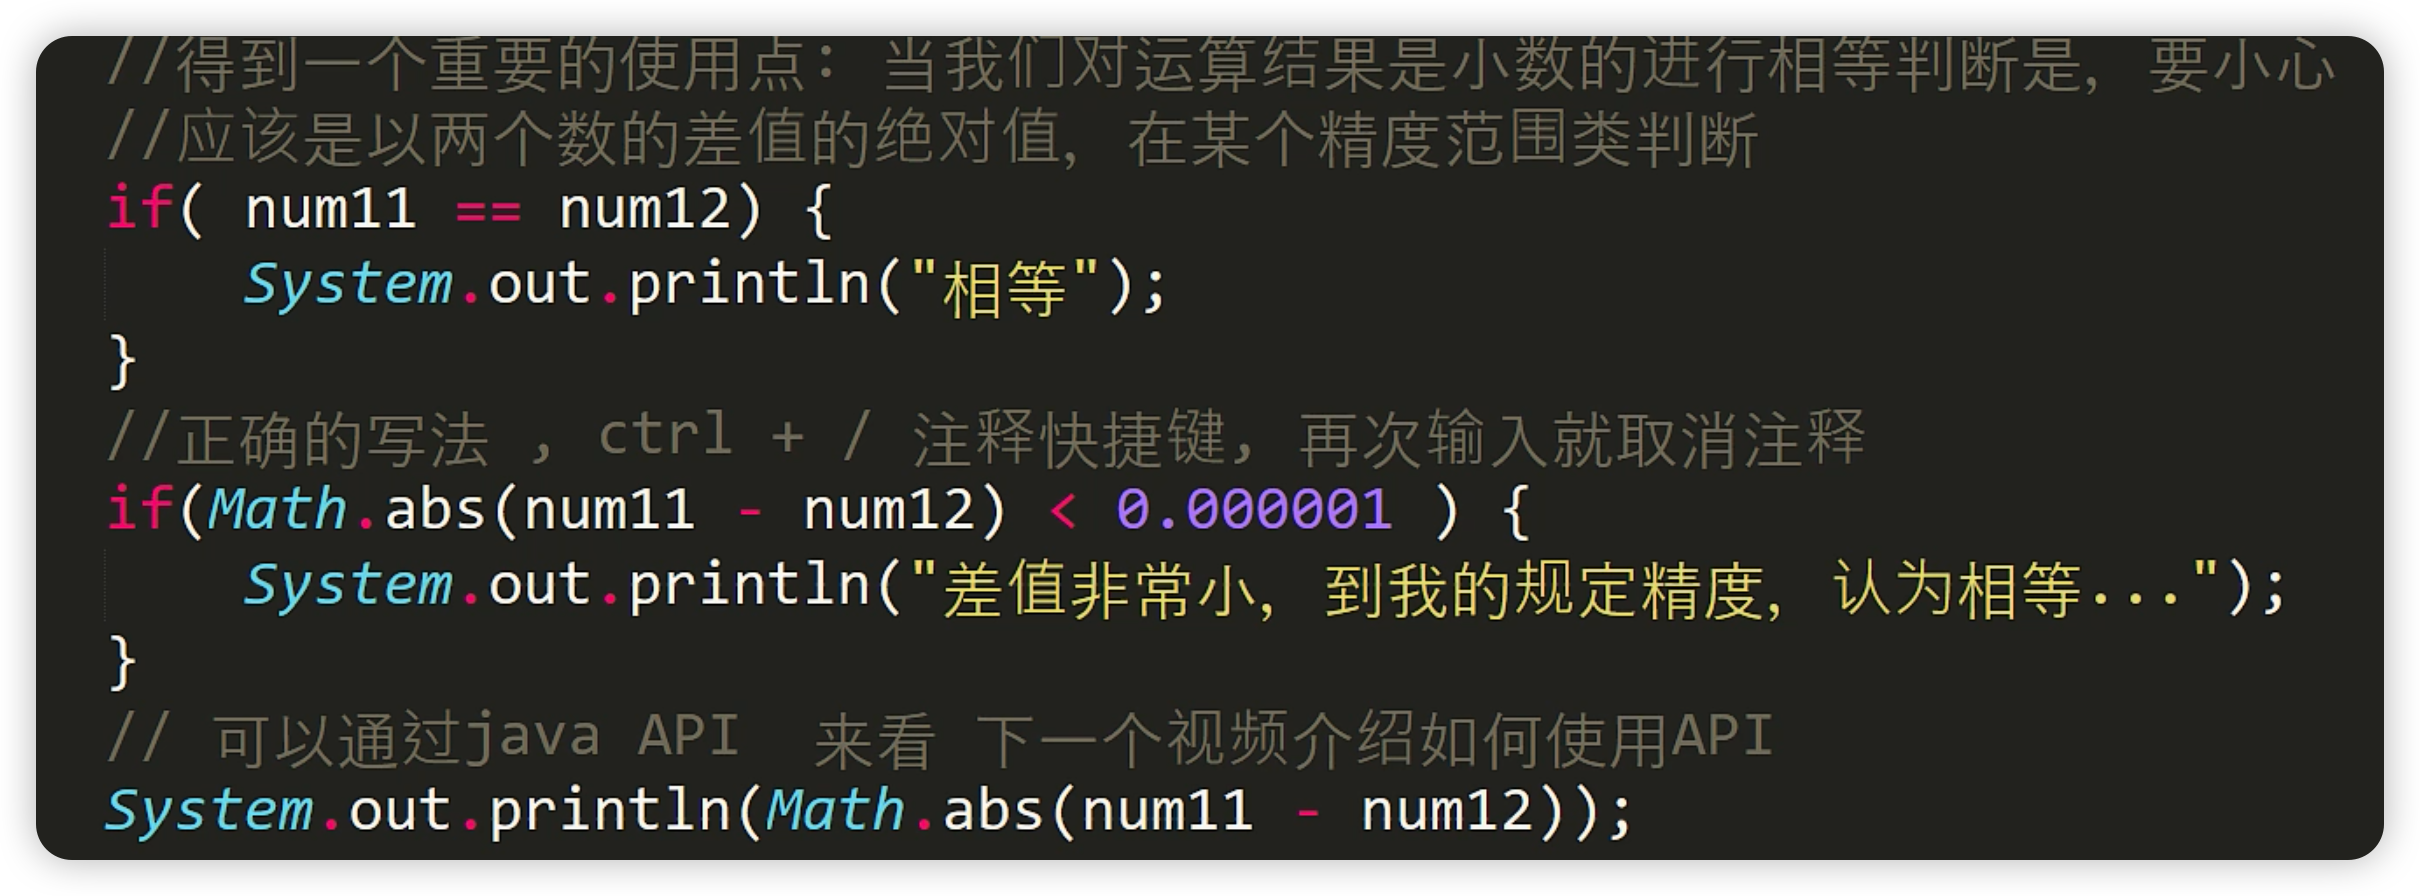 //得到一个重要的使用点：当我们对运算结果是小数的进行相等判断是，要小心
//应该是以两个数的差值的绝对值，在某个精度范围类判断
if( num11 == num12) {
    System.out.println("相等");
}
//正确的写法 , ctrl + / 注释快捷键, 再次输入就取消注释
if(Math.abs(num11 - num12) < 0.000001 ) {
    System.out.println("差值非常小，到我的规定精度，认为相等...");
}
// 可以通过java API  来看 下一个视频介绍如何使用API
System.out.println(Math.abs(num11 - num12));